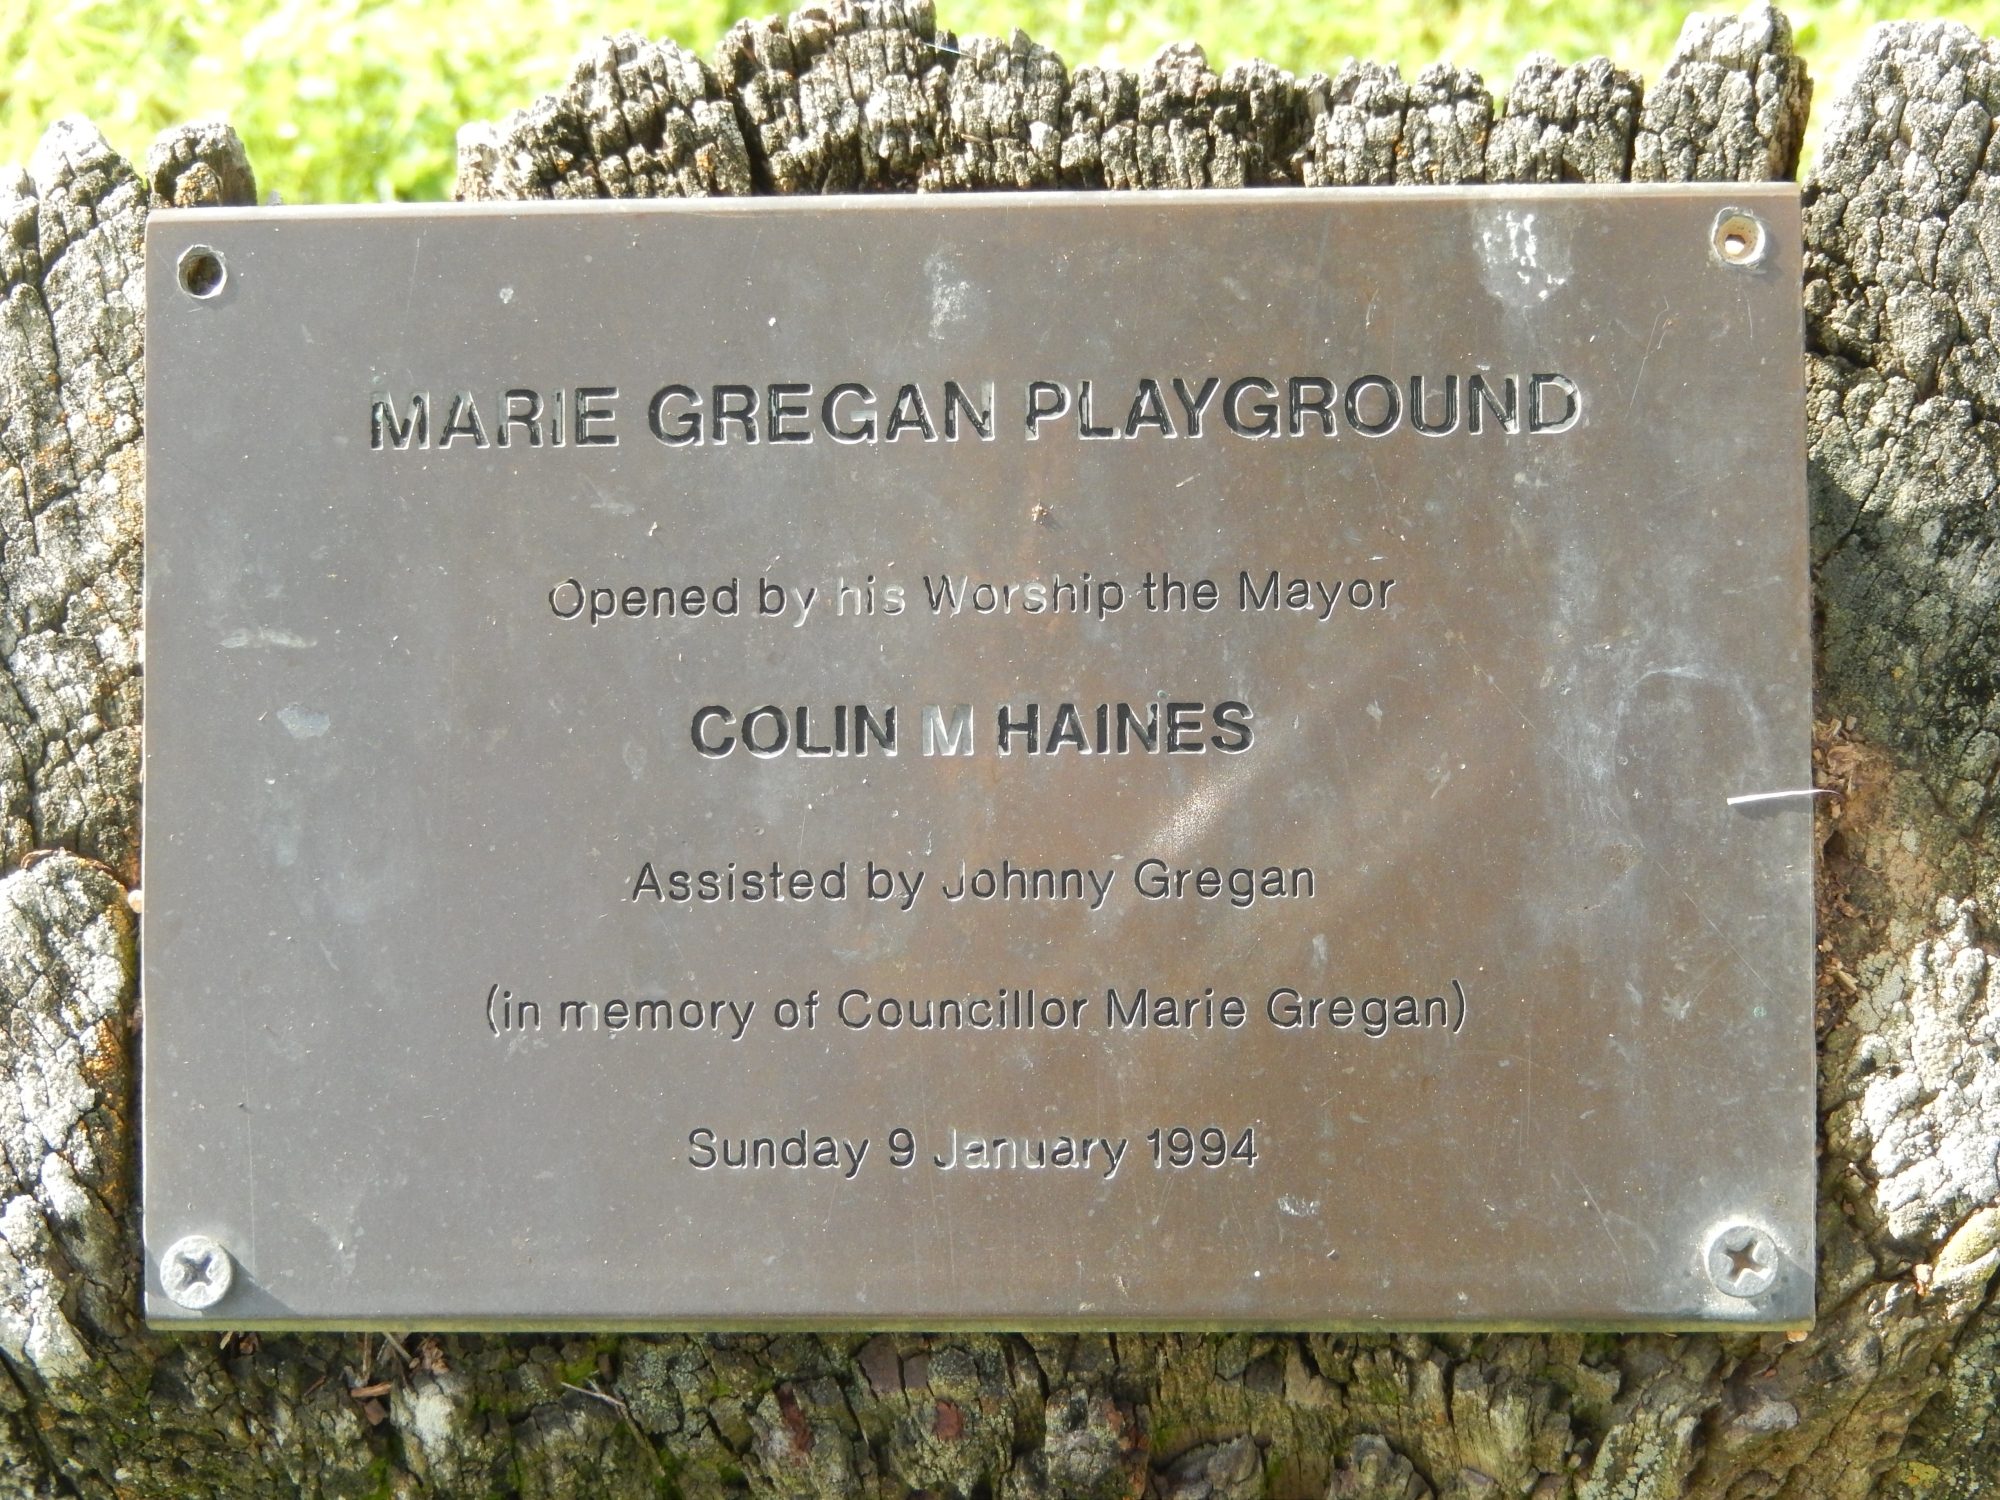 MARIE GREGAN PLAYGROUND
Opened by his Worship the Mayor
COLIN M HAINES
Assisted by Johnny Gregan
(in memory of Councillor Marie Gregan)
Sunday 9 January 1994